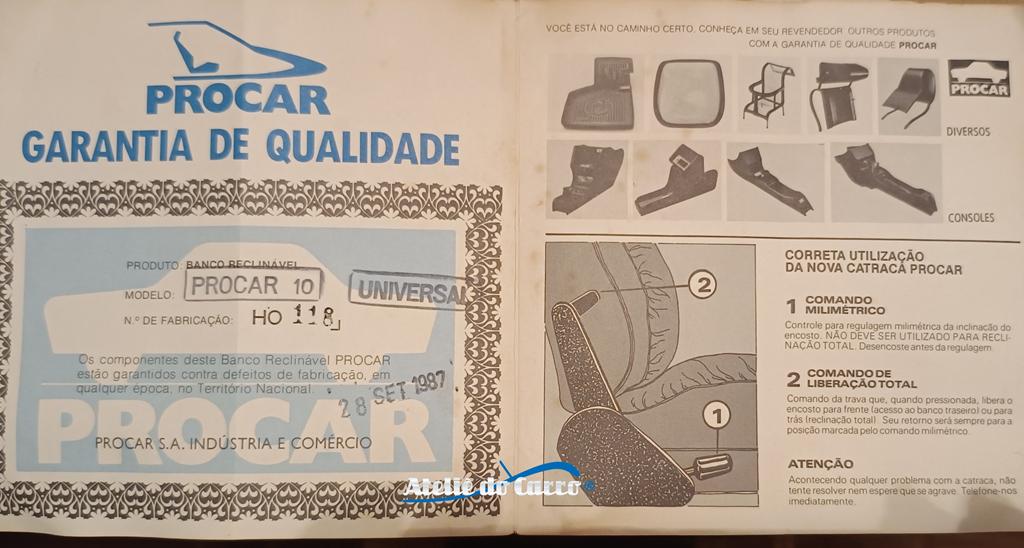 PROCAR
GARANTIA DE QUALIDADE
PRODUTO: BANCO RECLINÁVEL
MODELO: PROCAR 10 UNIVERSAL
N.º DE FABRICAÇÃO: HO 118
Os componentes deste Banco Reclinável PROCAR
estão garantidos contra defeitos de fabricação, em
qualquer época, no Território Nacional.
28 SET 1987
PROCAR
PROCAR S.A. INDÚSTRIA E COMÉRCIO
VOCÊ ESTÁ NO CAMINHO CERTO. CONHEÇA EM SEU REVENDEDOR OUTROS PRODUTOS
COM A GARANTIA DE QUALIDADE PROCAR
PROCAR
DIVERSOS
CONSOLES
2
1
CORRETA UTILIZAÇÃO
DA NOVA CATRACA PROCAR
1 COMANDO
MILIMÉTRICO
Controle para regulagem milimétrica da inclinação do
encosto. NÃO DEVE SER UTILIZADO PARA RECLI-
NAÇÃO TOTAL. Desencoste antes da regulagem.
2 COMANDO DE
LIBERAÇÃO TOTAL
Comando da trava que, quando pressionada, libera o
encosto para frente (acesso ao banco traseiro) ou para
trás (reclinação total). Seu retorno será sempre para a
posição marcada pelo comando milimétrico.
ATENÇÃO
Acontecendo qualquer problema com a catraca, não
tente resolver nem espere que se agrave. Telefone-nos
imediatamente.
Ateliê do Carro